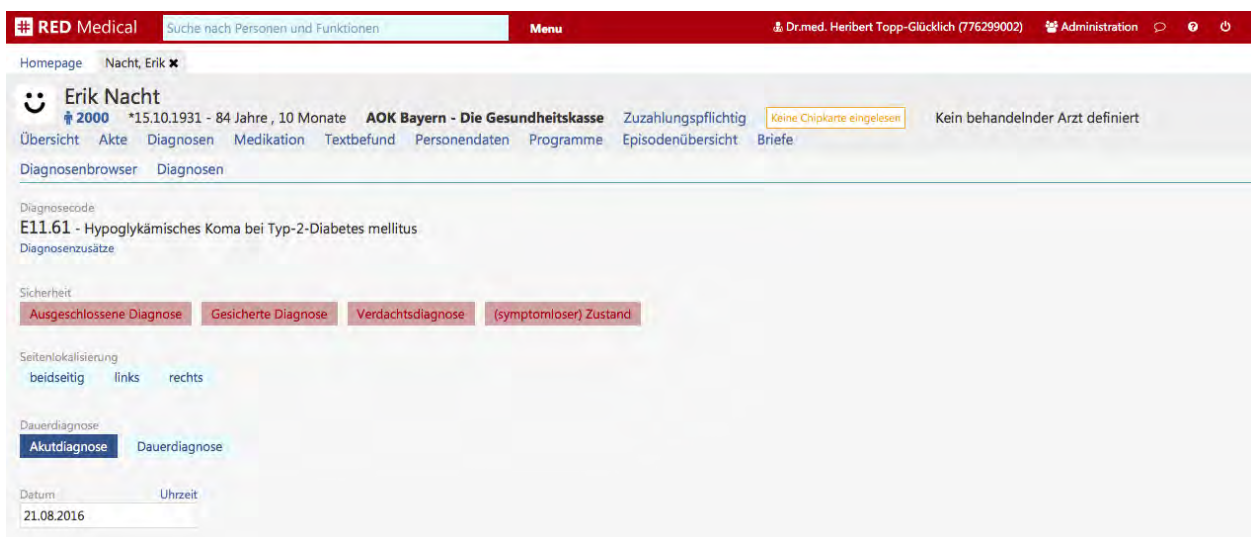 RED Medical Suche nach Personen und Funktionen Menu Dr.med. Heribert Topp-Glücklich (776299002) Administration
Homepage Nacht, Erik
Erik Nacht
2000 *15.10.1931 - 84 Jahre , 10 Monate AOK Bayern - Die Gesundheitskasse Zuzahlungspflichtig Keine Chipkarte eingelesen Kein behandelnder Arzt definiert
Übersicht Akte Diagnosen Medikation Textbefund Personendaten Programme Episodenübersicht Briefe
Diagnosenbrowser Diagnosen
Diagnosecode
E11.61 - Hypoglykämisches Koma bei Typ-2-Diabetes mellitus
Diagnosenzusätze
Sicherheit
Ausgeschlossene Diagnose Gesicherte Diagnose Verdachtsdiagnose (symptomloser) Zustand
Seitenlokalisierung
beidseitig links rechts
Dauerdiagnose
Akutdiagnose Dauerdiagnose
Datum Uhrzeit
21.08.2016